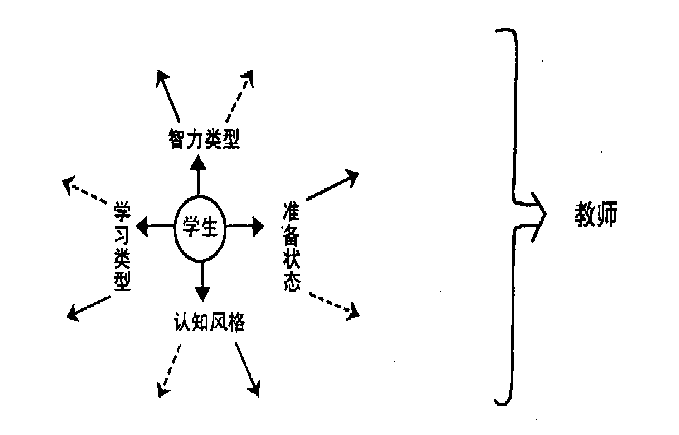 智力类型
学习类型
学生
准备状态
教师
认知风格